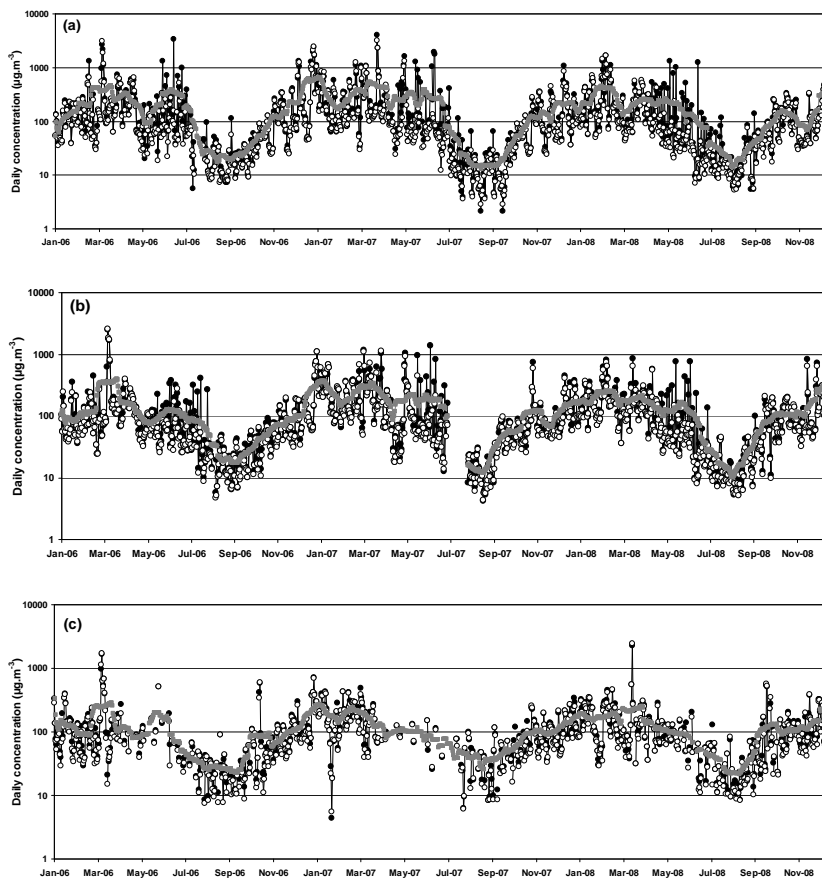 (a)
Daily concentration (µg.m-³)
10000
1000
100
10
1
Jan-06 Mar-06 May-06 Jul-06 Sep-06 Nov-06 Jan-07 Mar-07 May-07 Jul-07 Sep-07 Nov-07 Jan-08 Mar-08 May-08 Jul-08 Sep-08 Nov-08
(b)
Daily concentration (µg.m-³)
10000
1000
100
10
1
Jan-06 Mar-06 May-06 Jul-06 Sep-06 Nov-06 Jan-07 Mar-07 May-07 Jul-07 Sep-07 Nov-07 Jan-08 Mar-08 May-08 Jul-08 Sep-08 Nov-08
(c)
Daily concentration (µg.m-³)
10000
1000
100
10
1
Jan-06 Mar-06 May-06 Jul-06 Sep-06 Nov-06 Jan-07 Mar-07 May-07 Jul-07 Sep-07 Nov-07 Jan-08 Mar-08 May-08 Jul-08 Sep-08 Nov-08